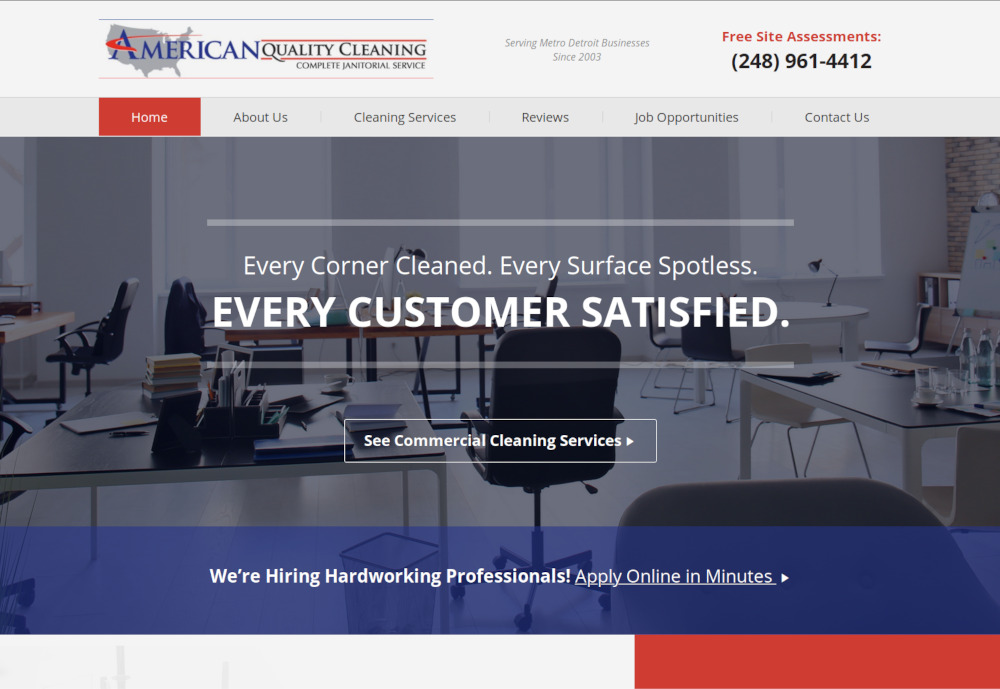 AMERICAN QUALITY CLEANING
COMPLETE JANITORIAL SERVICE
Serving Metro Detroit Businesses
Since 2003
Free Site Assessments:
(248) 961-4412
Home
About Us
Cleaning Services
Reviews
Job Opportunities
Contact Us
Every Corner Cleaned. Every Surface Spotless.
EVERY CUSTOMER SATISFIED.
See Commercial Cleaning Services
We’re Hiring Hardworking Professionals! Apply Online in Minutes